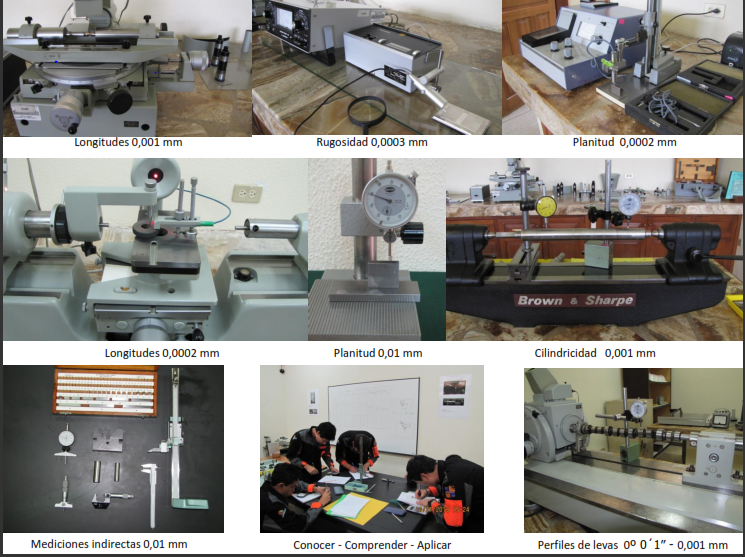 Longitudes 0,001 mm
Rugosidad 0,0003 mm
Planitud 0,0002 mm
Brown & Sharpe
Longitudes 0,0002 mm
Planitud 0,01 mm
Cilindricidad 0,001 mm
Mediciones indirectas 0,01 mm
Conocer - Comprender - Aplicar
Perfiles de levas 0º 0´1” - 0,001 mm